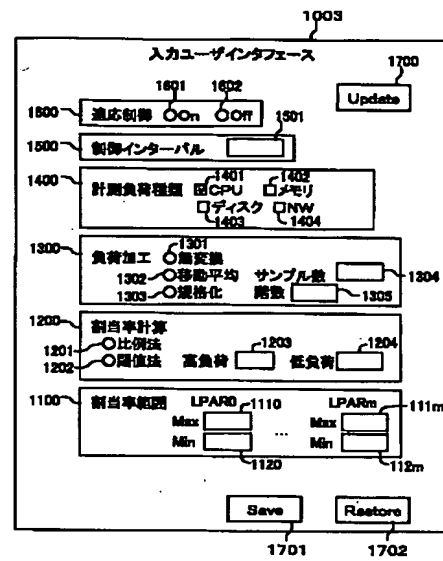 1003
入力ユーザインタフェース
1700
Update
1601 1602
1600 適応制御 On Off
1501
1500 制御インターバル
1400 計測負荷種類 1401 CPU 1402 メモリ
ディスク NW
1403 1404
1300 負荷加工 1301 無変換
1302 移動平均 サンプル数 1304
1303 規格化 階数 1305
1200 割当率計算
1201 比例法 1203 1204
1202 閾値法 高負荷 低負荷
1100 割当率範囲 LPAR0 1110 LPARm 111m
Max ... Max
Min Min
1120 112m
Save Restore
1701 1702